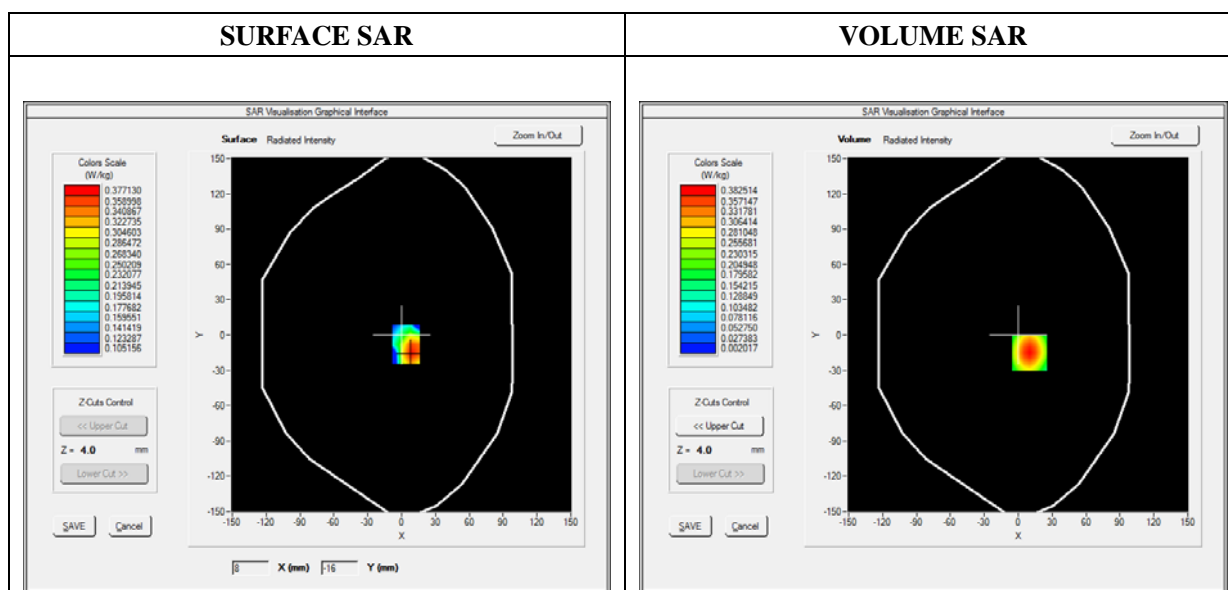 SURFACE SAR
VOLUME SAR
SAR Visualisation Graphical Interface
Surface Radiated Intensity
Zoom In/Out
Colors Scale
(W/kg)
0.377130
0.358998
0.340867
0.322735
0.304603
0.286472
0.268340
0.250209
0.232077
0.213945
0.195814
0.177682
0.159551
0.141419
0.123287
0.105156
Z-Cuts Control
<< Upper Cut
Z = 4.0 mm
Lower Cut >>
SAVE Cancel
150
120
90
60
30
0
-30
-60
-90
-120
-150
Y
-150 -120 -90 -60 -30 0 30 60 90 120 150
X
8 X (mm) -16 Y (mm)
SAR Visualisation Graphical Interface
Volume Radiated Intensity
Zoom In/Out
Colors Scale
(W/kg)
0.382514
0.357147
0.331781
0.306414
0.281048
0.255681
0.230315
0.204948
0.179582
0.154215
0.128849
0.103482
0.078116
0.052750
0.027383
0.002017
Z-Cuts Control
<< Upper Cut
Z = 4.0 mm
Lower Cut >>
SAVE Cancel
150
120
90
60
30
0
-30
-60
-90
-120
-150
Y
-150 -120 -90 -60 -30 0 30 60 90 120 150
X